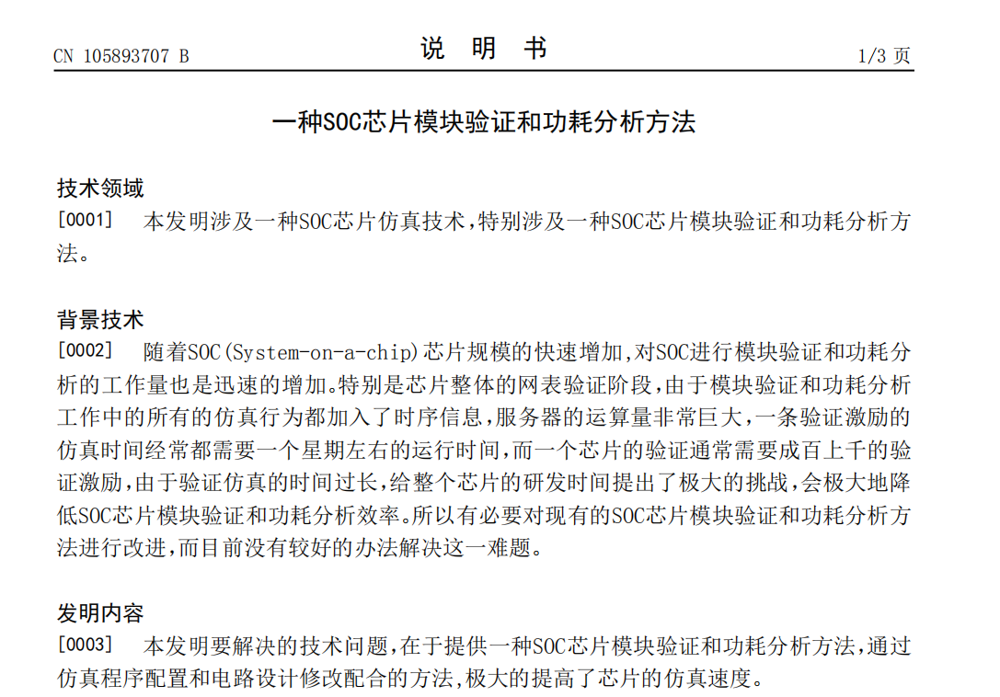 CN 105893707 B
说 明 书
1/3 页
一种SOC芯片模块验证和功耗分析方法
技术领域
[0001] 本发明涉及一种SOC芯片仿真技术,特别涉及一种SOC芯片模块验证和功耗分析方
法。
背景技术
[0002] 随着SOC(System-on-a-chip)芯片规模的快速增加,对SOC进行模块验证和功耗分
析的工作量也是迅速的增加。特别是芯片整体的网表验证阶段,由于模块验证和功耗分析
工作中的所有的仿真行为都加入了时序信息,服务器的运算量非常巨大,一条验证激励的
仿真时间经常都需要一个星期左右的运行时间,而一个芯片的验证通常需要成百上千的验
证激励,由于验证仿真的时间过长,给整个芯片的研发时间提出了极大的挑战,会极大地降
低SOC芯片模块验证和功耗分析效率。所以有必要对现有的SOC芯片模块验证和功耗分析方
法进行改进,而目前没有较好的办法解决这一难题。
发明内容
[0003] 本发明要解决的技术问题,在于提供一种SOC芯片模块验证和功耗分析方法,通过
仿真程序配置和电路设计修改配合的方法,极大的提高了芯片的仿真速度。